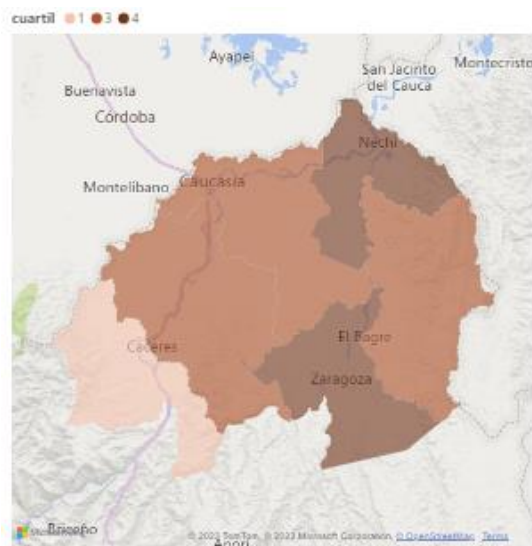 cuartil 1 3 4
Ayapel
San Jacinto
del Cauca
Montecristo
Buenavista
Córdoba
Nechí
Montelíbano
Caucasia
Cáceres
El Bagre
Zaragoza
Briceño
Anorí
© 2023 TomTom, © 2023 Microsoft Corporation, © OpenStreetMap Terms